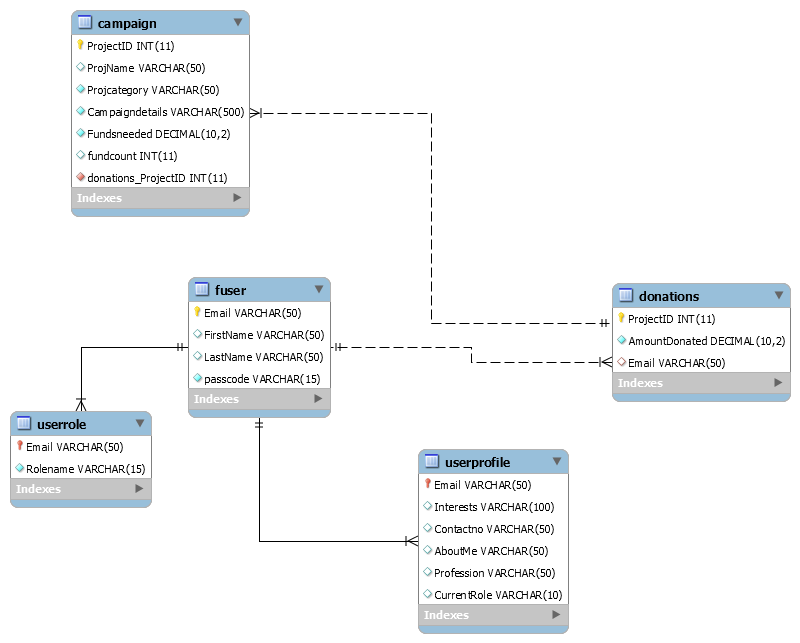 campaign
ProjectID INT(11)
ProjName VARCHAR(50)
Projcategory VARCHAR(50)
Campaigndetails VARCHAR(500)
Fundsneeded DECIMAL(10,2)
fundcount INT(11)
donations_ProjectID INT(11)
Indexes
fuser
Email VARCHAR(50)
FirstName VARCHAR(50)
LastName VARCHAR(50)
passcode VARCHAR(15)
Indexes
donations
ProjectID INT(11)
AmountDonated DECIMAL(10,2)
Email VARCHAR(50)
Indexes
userrole
Email VARCHAR(50)
Rolename VARCHAR(15)
Indexes
userprofile
Email VARCHAR(50)
Interests VARCHAR(100)
Contactno VARCHAR(50)
AboutMe VARCHAR(50)
Profession VARCHAR(50)
CurrentRole VARCHAR(10)
Indexes